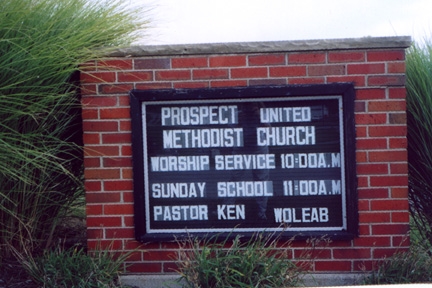 PROSPECT UNITED
METHODIST CHURCH
WORSHIP SERVICE 10:00A.M
SUNDAY SCHOOL 11:00A.M
PASTOR KEN WOLEAB